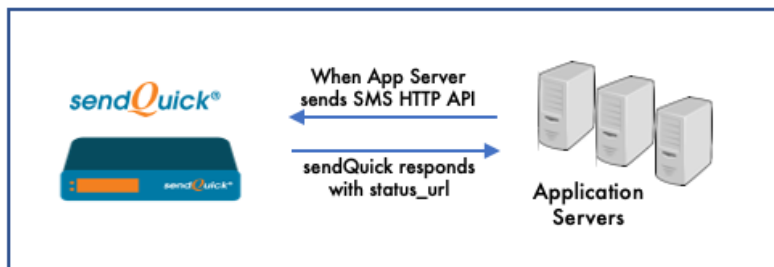 sendQuick®
When App Server
sends SMS HTTP API
sendQuick®
sendQuick responds
with status_url
Application
Servers